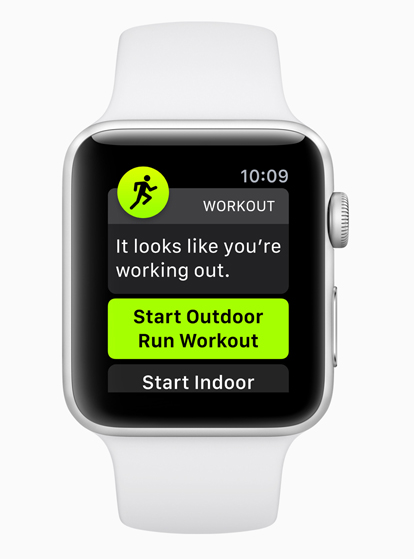 10:09
WORKOUT
It looks like you're
working out.
Start Outdoor
Run Workout
Start Indoor